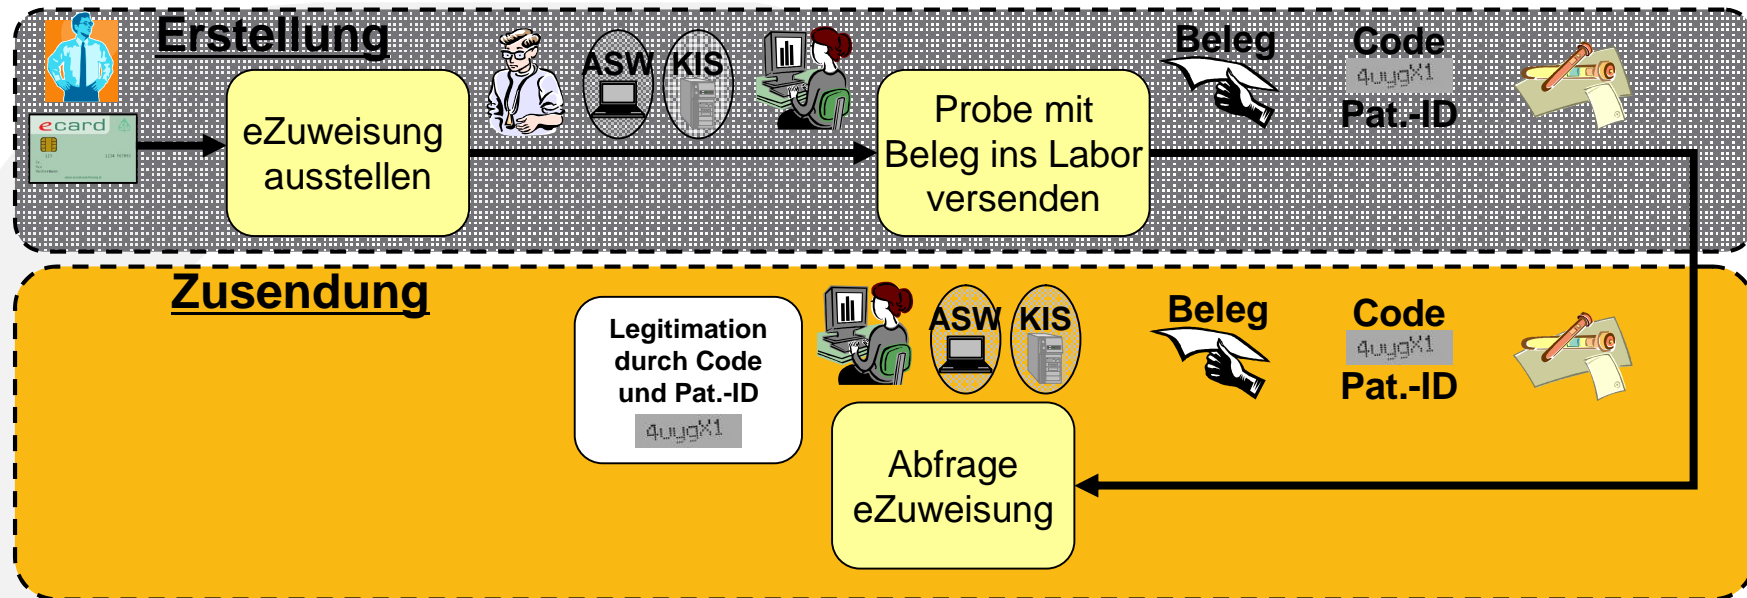 Erstellung
ecard
eZuweisung
ausstellen
ASW
KIS
Probe mit
Beleg ins Labor
versenden
Beleg
Code
4uygX1
Pat.-ID
Zusendung
Legitimation
durch Code
und Pat.-ID
4uygX1
ASW
KIS
Abfrage
eZuweisung
Beleg
Code
4uygX1
Pat.-ID